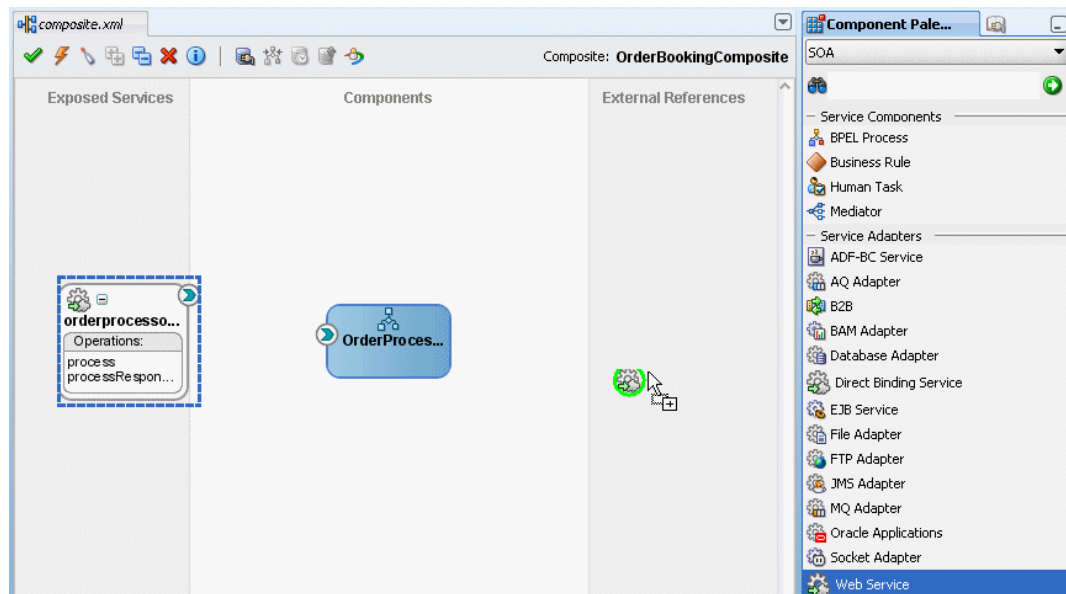 composite.xml
Composite: OrderBookingComposite
Exposed Services
Components
External References
orderprocesso...
Operations:
process
processRespon...
OrderProces...
Component Pale...
SOA
Service Components
BPEL Process
Business Rule
Human Task
Mediator
Service Adapters
ADF-BC Service
AQ Adapter
B2B
BAM Adapter
Database Adapter
Direct Binding Service
EJB Service
File Adapter
FTP Adapter
JMS Adapter
MQ Adapter
Oracle Applications
Socket Adapter
Web Service